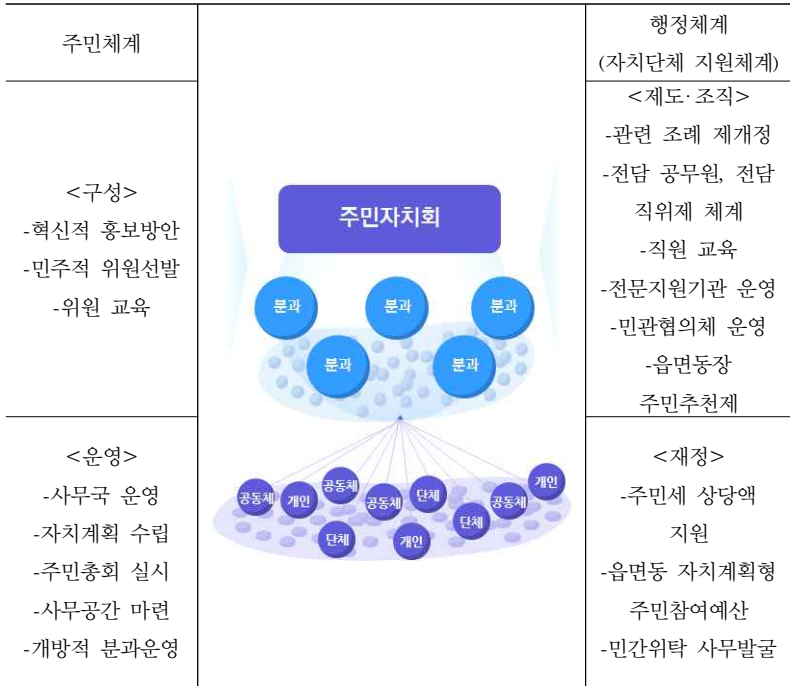 주민체계
행정체계
(자치단체 지원체계)
<구성>
-혁신적 홍보방안
-민주적 위원선발
-위원 교육
주민자치회
분과
분과
분과
분과
분과
<제도·조직>
-관련 조례 제개정
-전담 공무원, 전담
직위제 체계
-직원 교육
-전문지원기관 운영
-민관협의체 운영
-읍면동장
주민추천제
<운영>
-사무국 운영
-자치계획 수립
-주민총회 실시
-사무공간 마련
-개방적 분과운영
공동체
개인
공동체
공동체
단체
공동체
개인
단체
개인
단체
<재정>
-주민세 상당액
지원
-읍면동 자치계획형
주민참여예산
-민간위탁 사무발굴